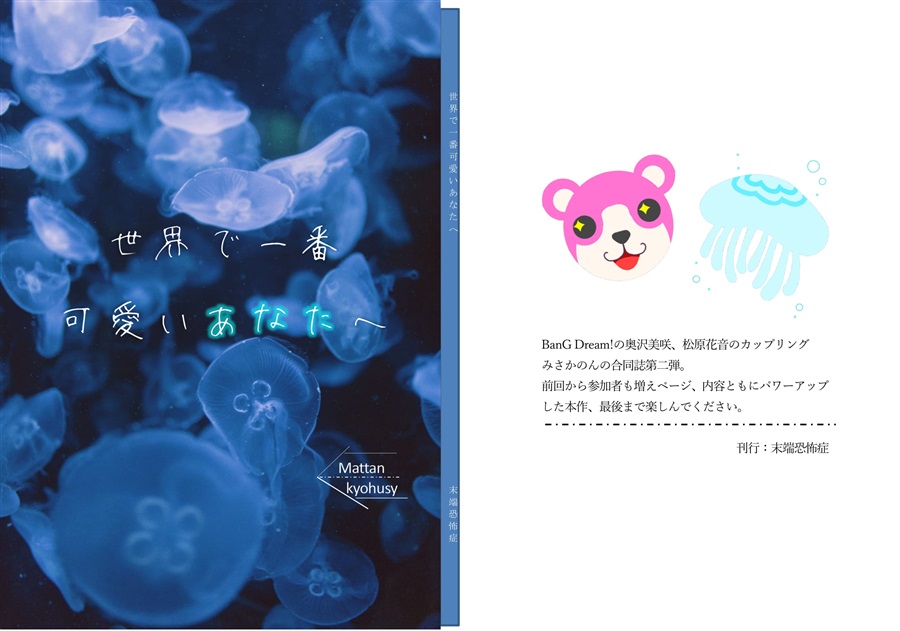 世界で一番
可愛いあなたへ
Mattan
kyohusy
世界で一番可愛いあなたへ
末端恐怖症
BanG Dream!の奥沢美咲、松原花音のカップリング
みさかのんの合同誌第二弾。
前回から参加者も増えページ、内容ともにパワーアップ
した本作、最後まで楽しんでください。
刊行：末端恐怖症